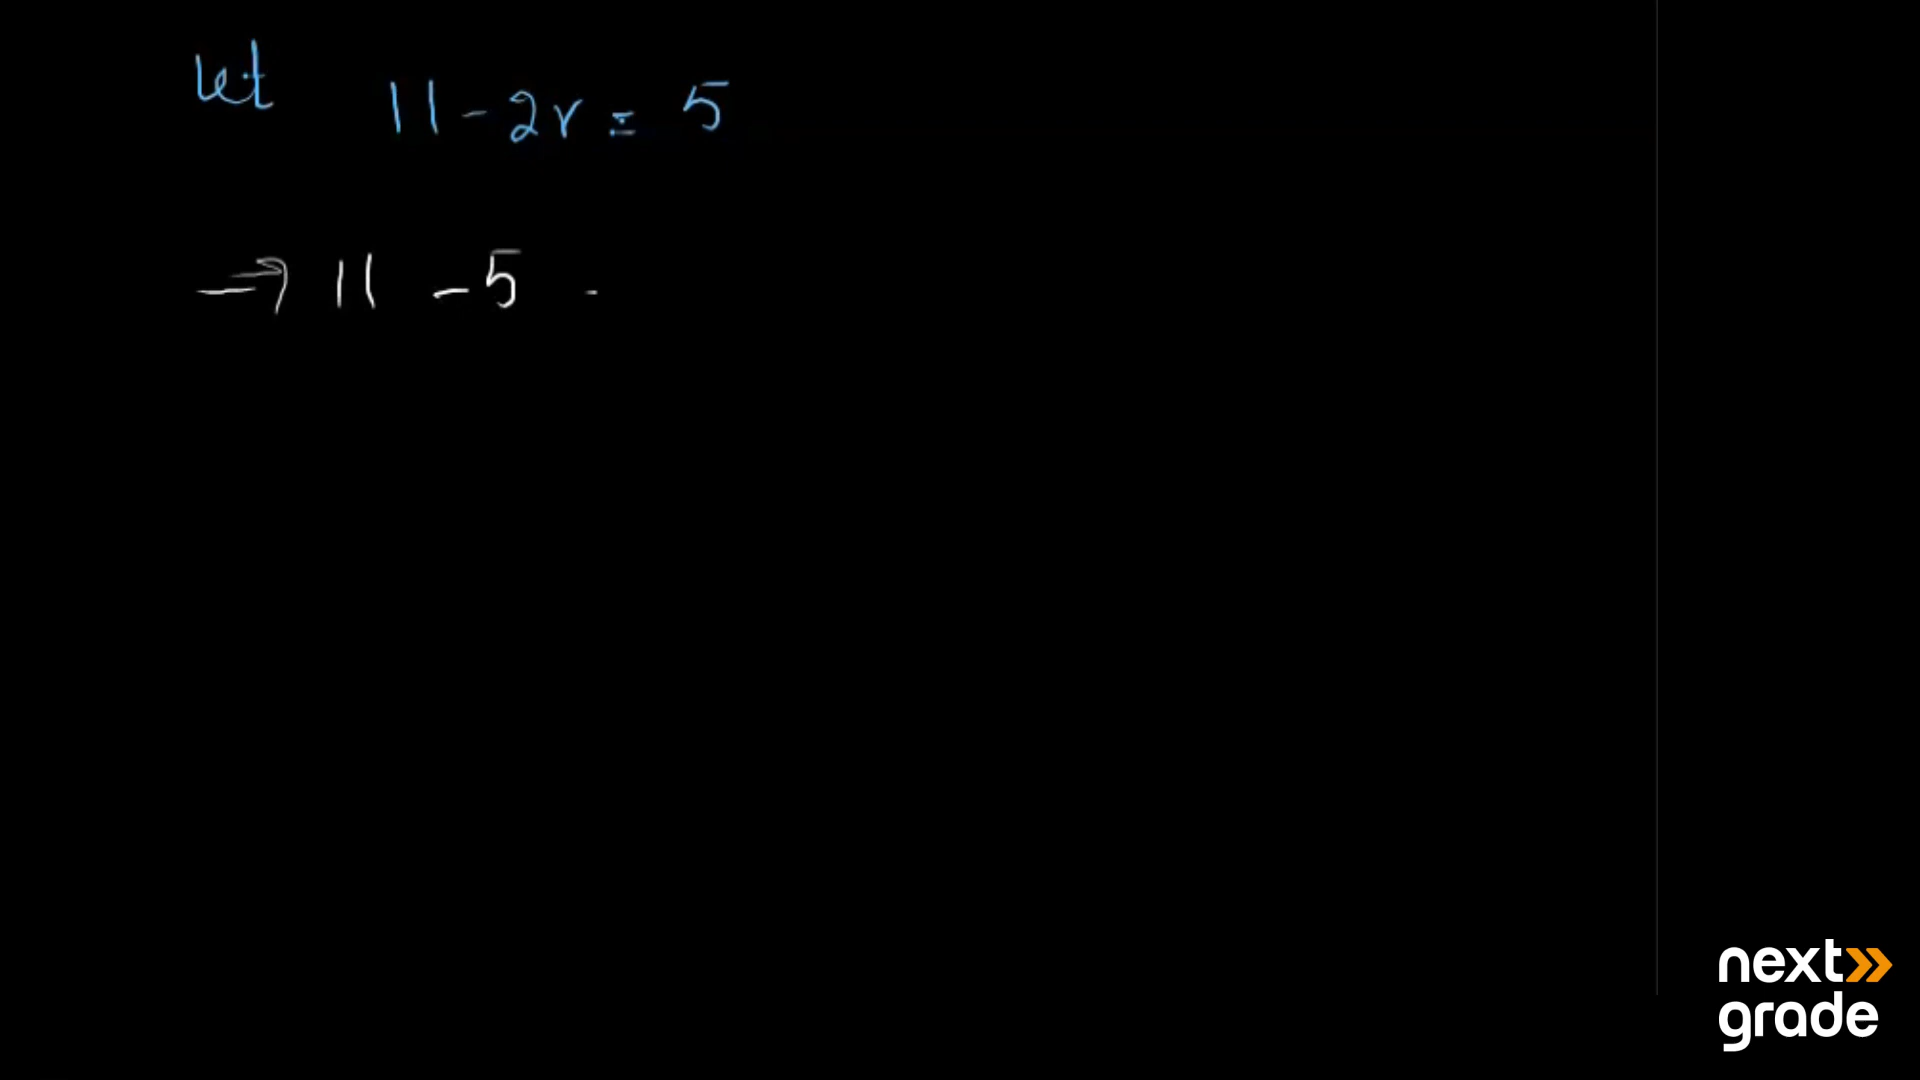 let 11 - 2r = 5
→ 11 - 5 -
next
grade